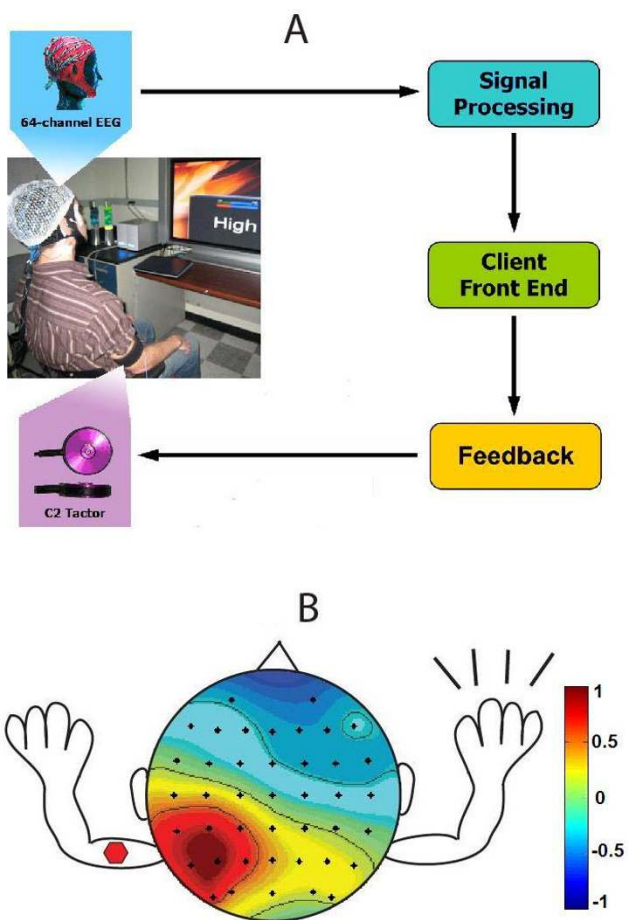 A
64-channel EEG
Signal
Processing
High
Client
Front End
Feedback
C2 Tactor
B
1
0.5
0
-0.5
-1